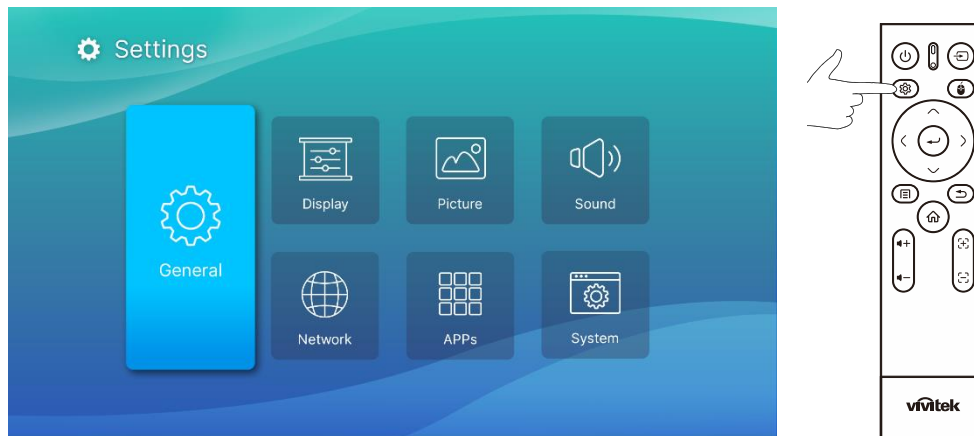 Settings
General
Display
Picture
Sound
Network
APPs
System
vivitek